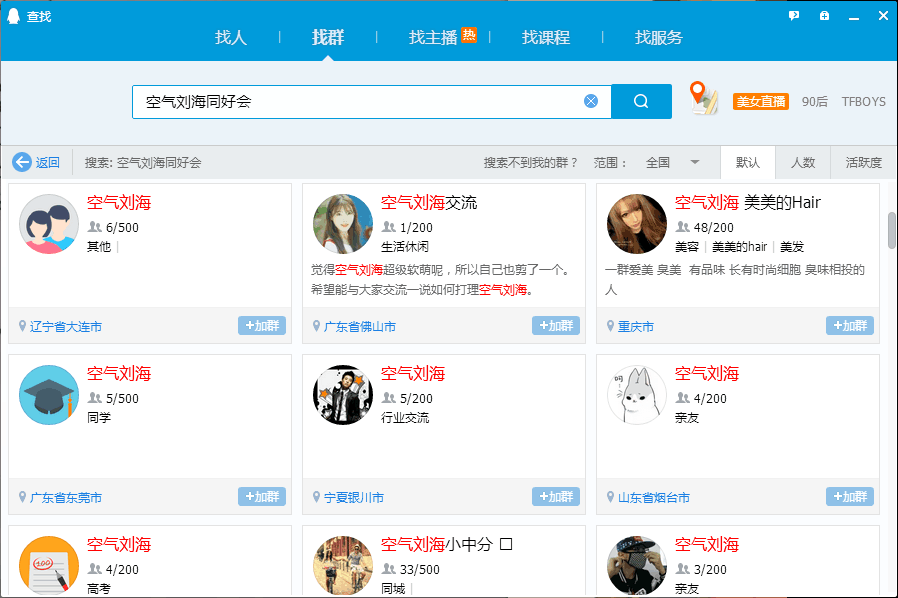 查找
找人 | 找群 | 找主播 热 | 找课程 | 找服务
空气刘海同好会
美女直播 90后 TFBOYS
返回 搜索: 空气刘海同好会 搜索不到我的群？ 范围： 全国 默认 人数 活跃度
空气刘海
6/500
其他 |
辽宁省大连市 +加群
空气刘海交流
1/200
生活休闲
觉得空气刘海超级软萌呢，所以自己也剪了一个。
希望能与大家交流一说如何打理空气刘海。
广东省佛山市 +加群
空气刘海 美美的Hair
48/200
美容 | 美美的hair | 美发
一群爱美 臭美 有品味 长有时尚细胞 臭味相投的
人
重庆市 +加群
空气刘海
5/500
同学
广东省东莞市 +加群
空气刘海
5/200
行业交流
宁夏银川市 +加群
呵
空气刘海
4/200
亲友
山东省烟台市 +加群
100
空气刘海
4/200
高考
空气刘海小中分 □
33/500
同城 |
空气刘海
3/200
亲友